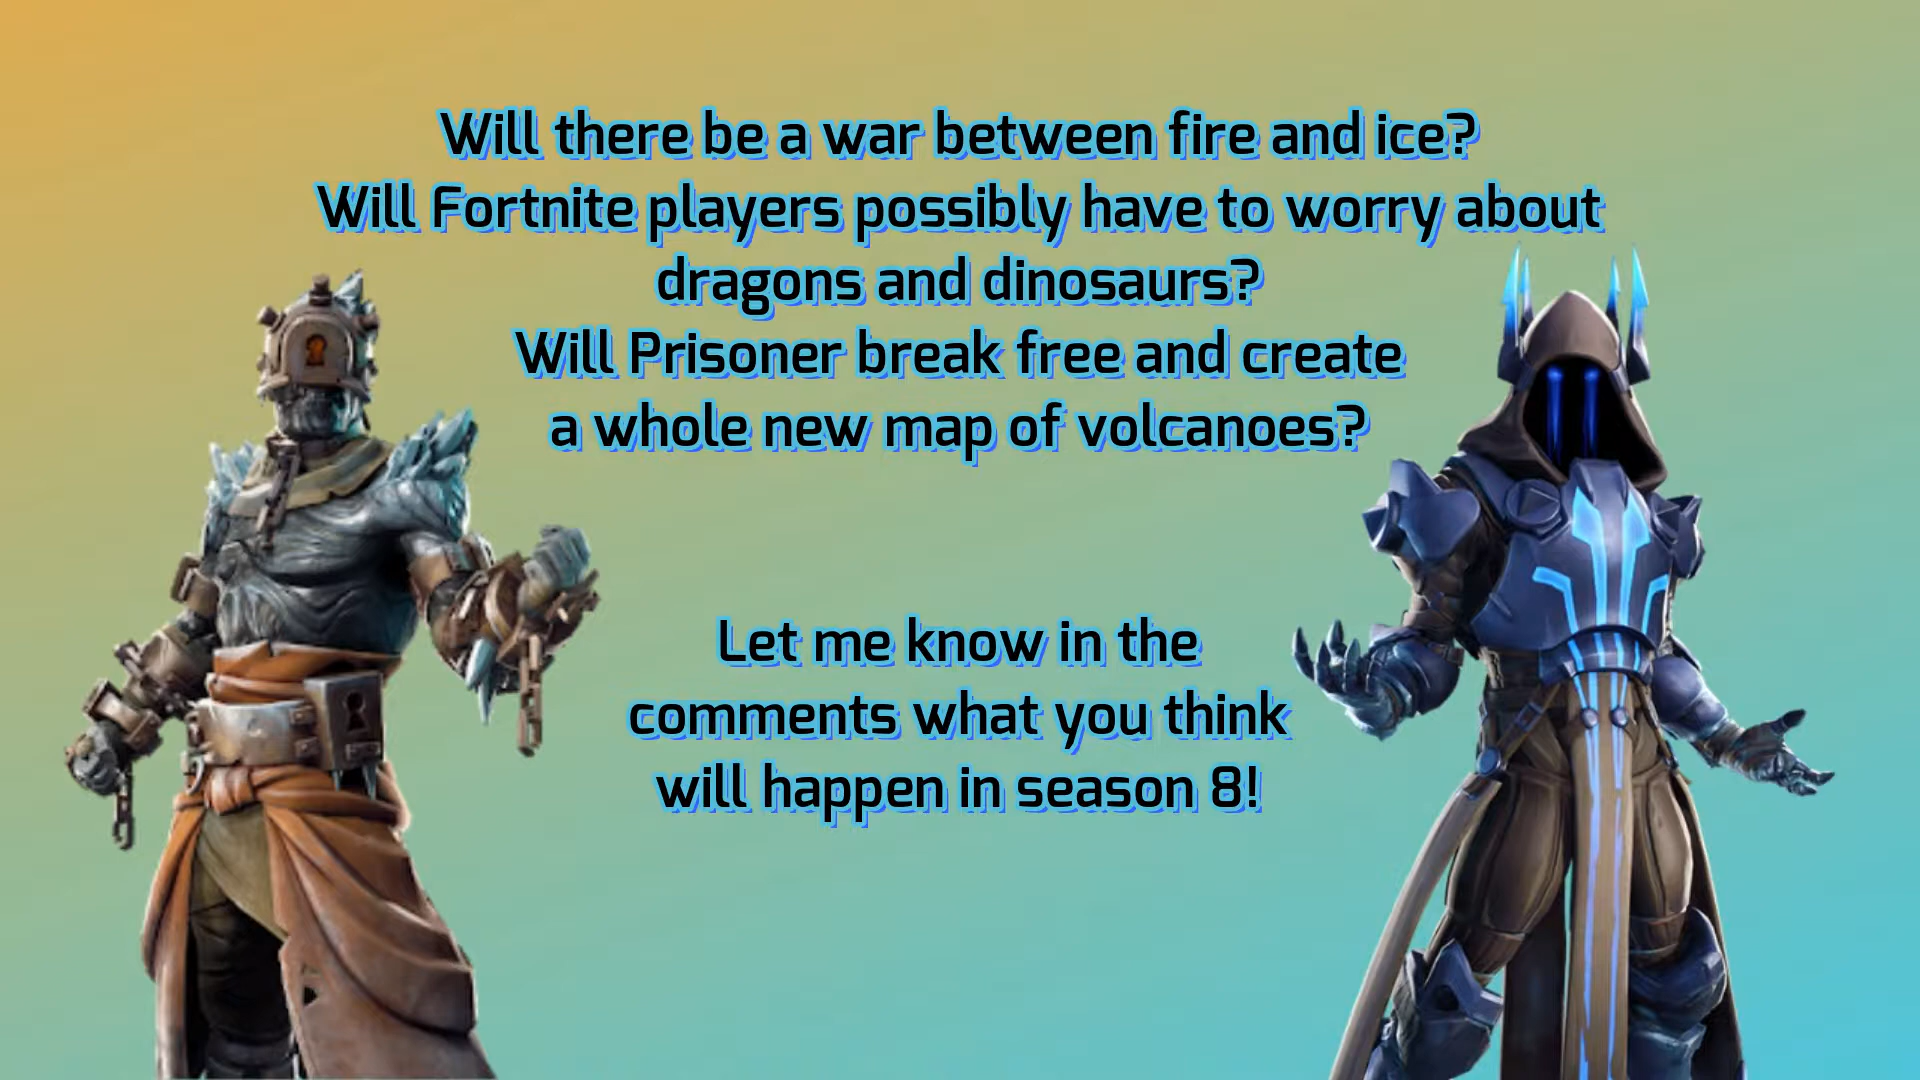 Will there be a war between fire and ice?
Will Fortnite players possibly have to worry about
dragons and dinosaurs?
Will Prisoner break free and create
a whole new map of volcanoes?
Let me know in the
comments what you think
will happen in season 8!